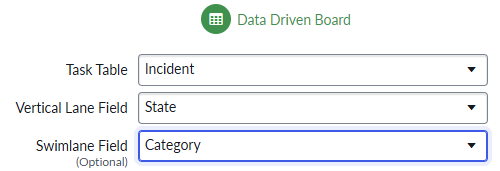 Data Driven Board
Task Table Incident
Vertical Lane Field State
Swimlane Field Category
(Optional)